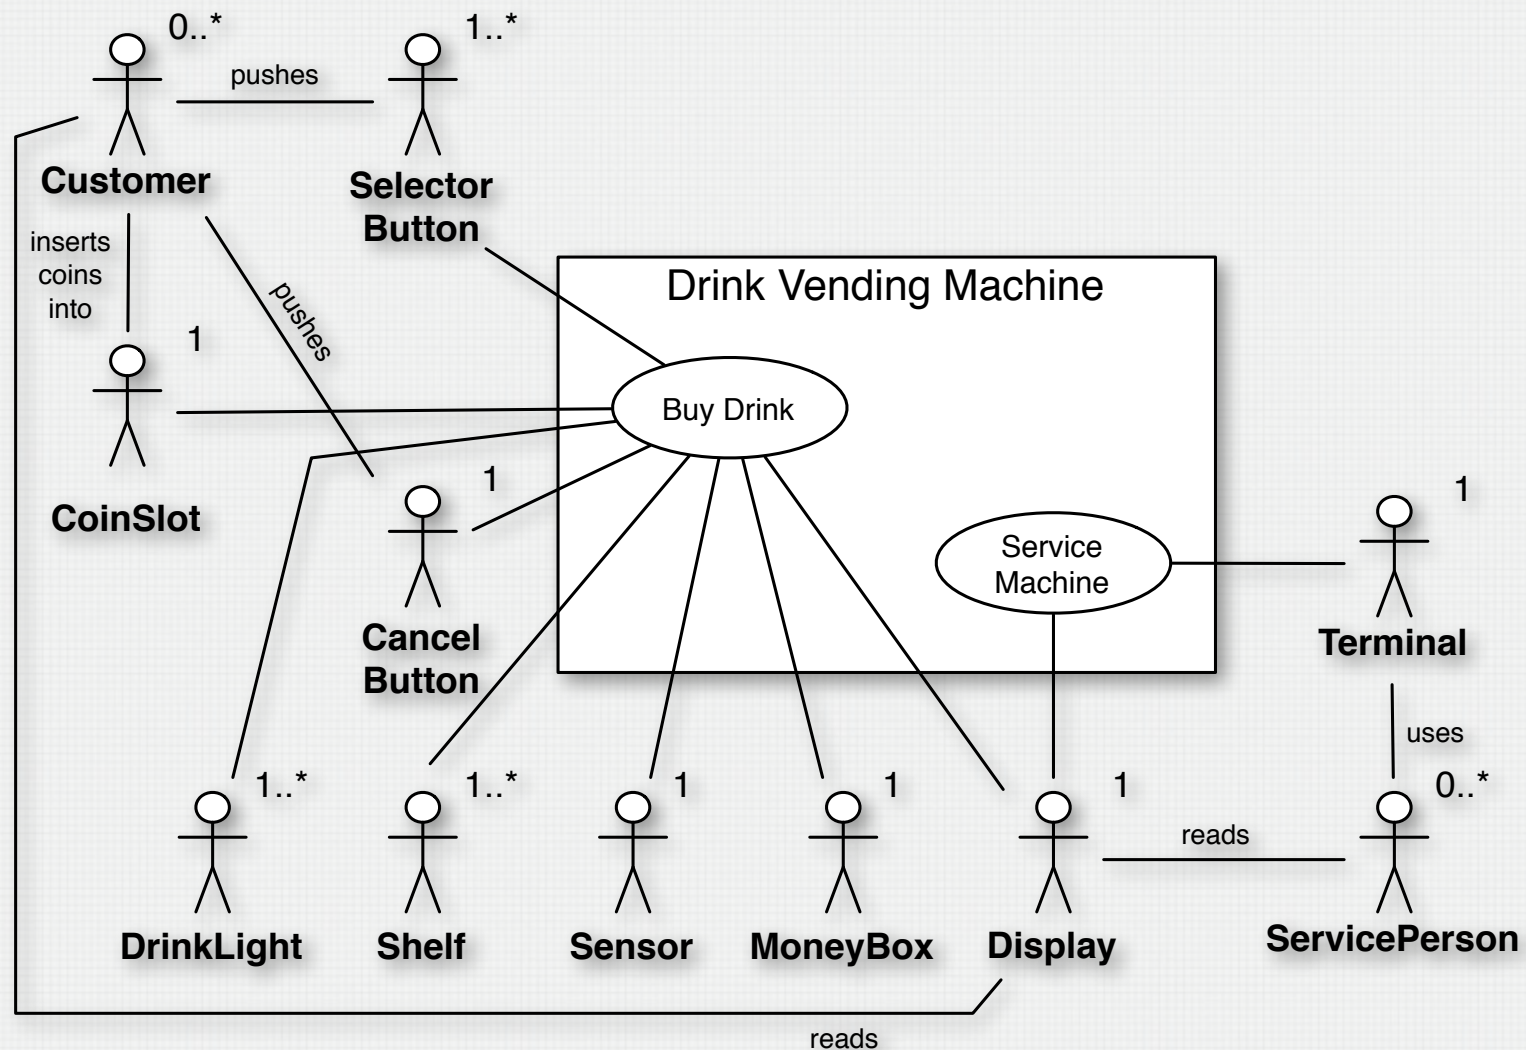 0..*
1..*
pushes
Customer
Selector
Button
inserts
coins
into
pushes
Drink Vending Machine
1
Buy Drink
CoinSlot
1
Cancel
Button
Service
Machine
1
Terminal
uses
1..*
1..*
1
1
1
0..*
reads
DrinkLight
Shelf
Sensor
MoneyBox
Display
ServicePerson
reads